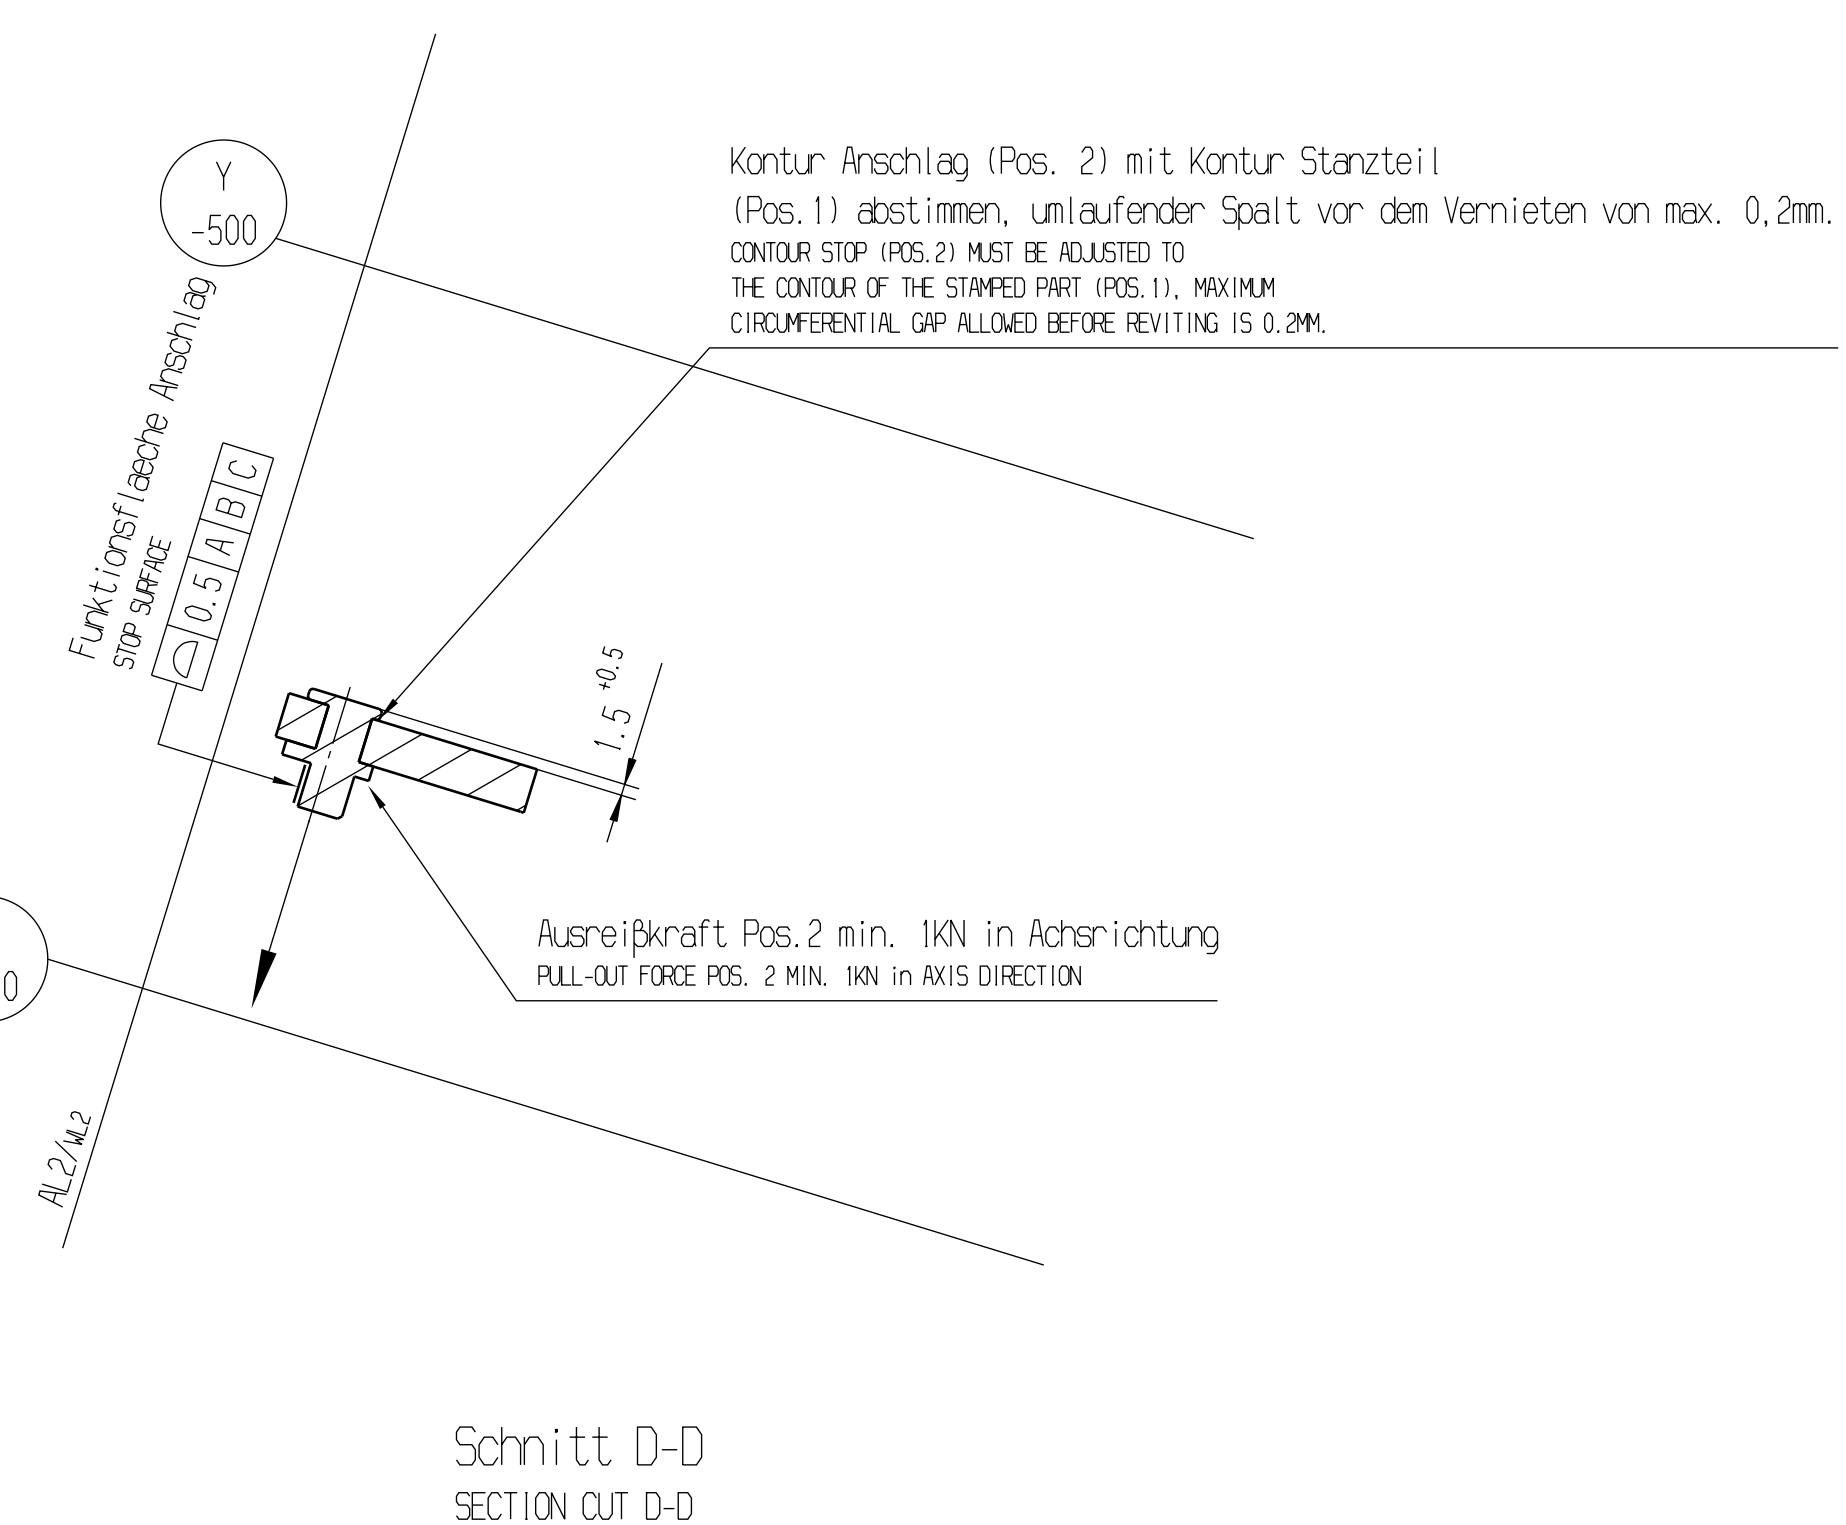 Y
-500
Kontur Anschlag (Pos. 2) mit Kontur Stanzteil
(Pos.1) abstimmen, umlaufender Spalt vor dem Vernieten von max. 0,2mm.
CONTOUR STOP (POS.2) MUST BE ADJUSTED TO
THE CONTOUR OF THE STAMPED PART (POS.1), MAXIMUM
CIRCUMFERENTIAL GAP ALLOWED BEFORE REVITING IS 0.2MM.
Funktionsflaeche Anschlag
STOP SURFACE
⌓ 0.5 A B C
1.5 +0.5
Ausreißkraft Pos.2 min. 1KN in Achsrichtung
PULL-OUT FORCE POS. 2 MIN. 1KN in AXIS DIRECTION
0
AL2/WL2
Schnitt D-D
SECTION CUT D-D